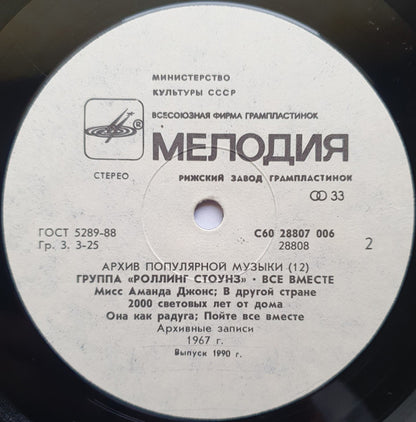 МИНИСТЕРСТВО
КУЛЬТУРЫ СССР
ВСЕСОЮЗНАЯ ФИРМА ГРАМПЛАСТИНОК
® МЕЛОДИЯ
СТЕРЕО
РИЖСКИЙ ЗАВОД ГРАМПЛАСТИНОК
33
ГОСТ 5289-88
С60 28807 006
Гр. 3. 3-25
28808
2
АРХИВ ПОПУЛЯРНОЙ МУЗЫКИ (12)
ГРУППА «РОЛЛИНГ СТОУНЗ» · ВСЕ ВМЕСТЕ
Мисс Аманда Джонс; В другой стране
2000 световых лет от дома
Она как радуга; Пойте все вместе
Архивные записи
1967 г.
Выпуск 1990 г.